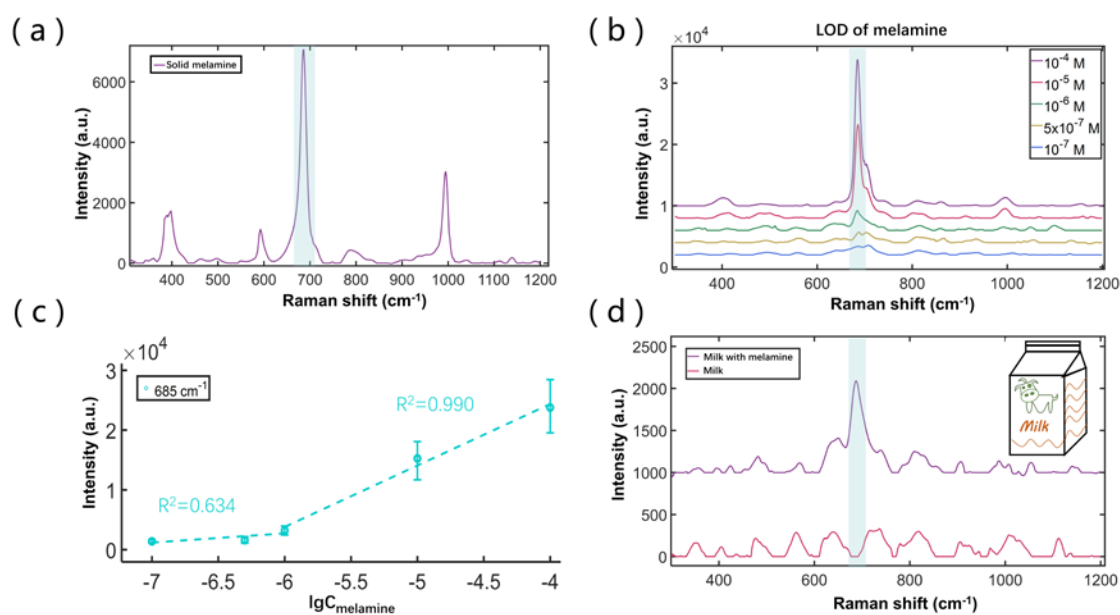 (a)
Solid melamine
6000
4000
2000
0
400 500 600 700 800 900 1000 1100 1200
Intensity (a.u.)
Raman shift (cm⁻¹)
(b)
LOD of melamine
×10⁴
10⁻⁴ M
10⁻⁵ M
10⁻⁶ M
5x10⁻⁷ M
10⁻⁷ M
4
3
2
1
0
400 600 800 1000 1200
Intensity (a.u.)
Raman shift (cm⁻¹)
(c)
×10⁴
685 cm⁻¹
R²=0.990
R²=0.634
3
2
1
0
-7 -6.5 -6 -5.5 -5 -4.5 -4
Intensity (a.u.)
lgCmelamine
(d)
Milk with melamine
Milk
Milk
2500
2000
1500
1000
500
0
400 600 800 1000 1200
Intensity (a.u.)
Raman shift (cm⁻¹)